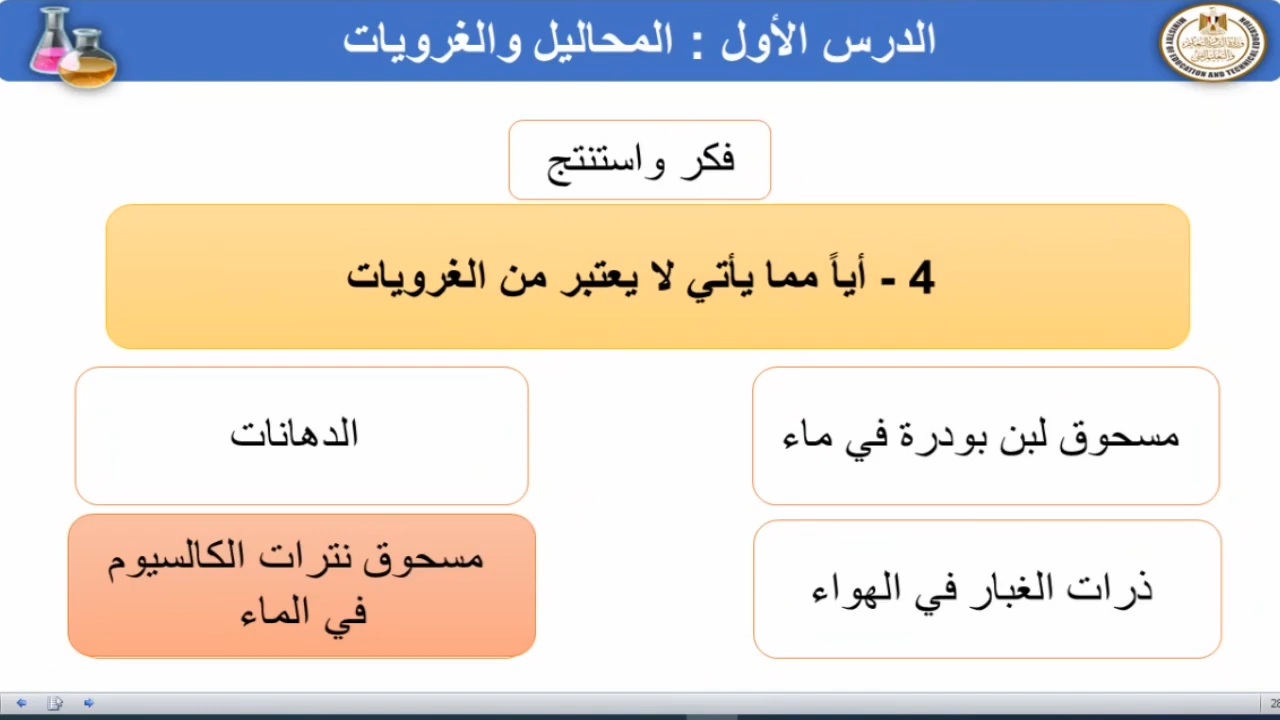 الدرس الأول : المحاليل والغرويات
فكر واستنتج
4 - أياً مما يأتي لا يعتبر من الغرويات
مسحوق لبن بودرة في ماء
الدهانات
ذرات الغبار في الهواء
مسحوق نترات الكالسيوم
في الماء